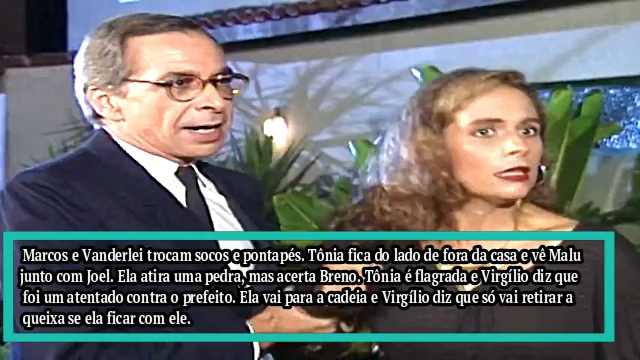 Marcos e Vanderlei trocam socos e pontapés. Tônia fica do lado de fora da casa e vê Malu
junto com Joel. Ela atira uma pedra, mas acerta Breno. Tônia é flagrada e Virgílio diz que
foi um atentado contra o prefeito. Ela vai para a cadeia e Virgílio diz que só vai retirar a
queixa se ela ficar com ele.